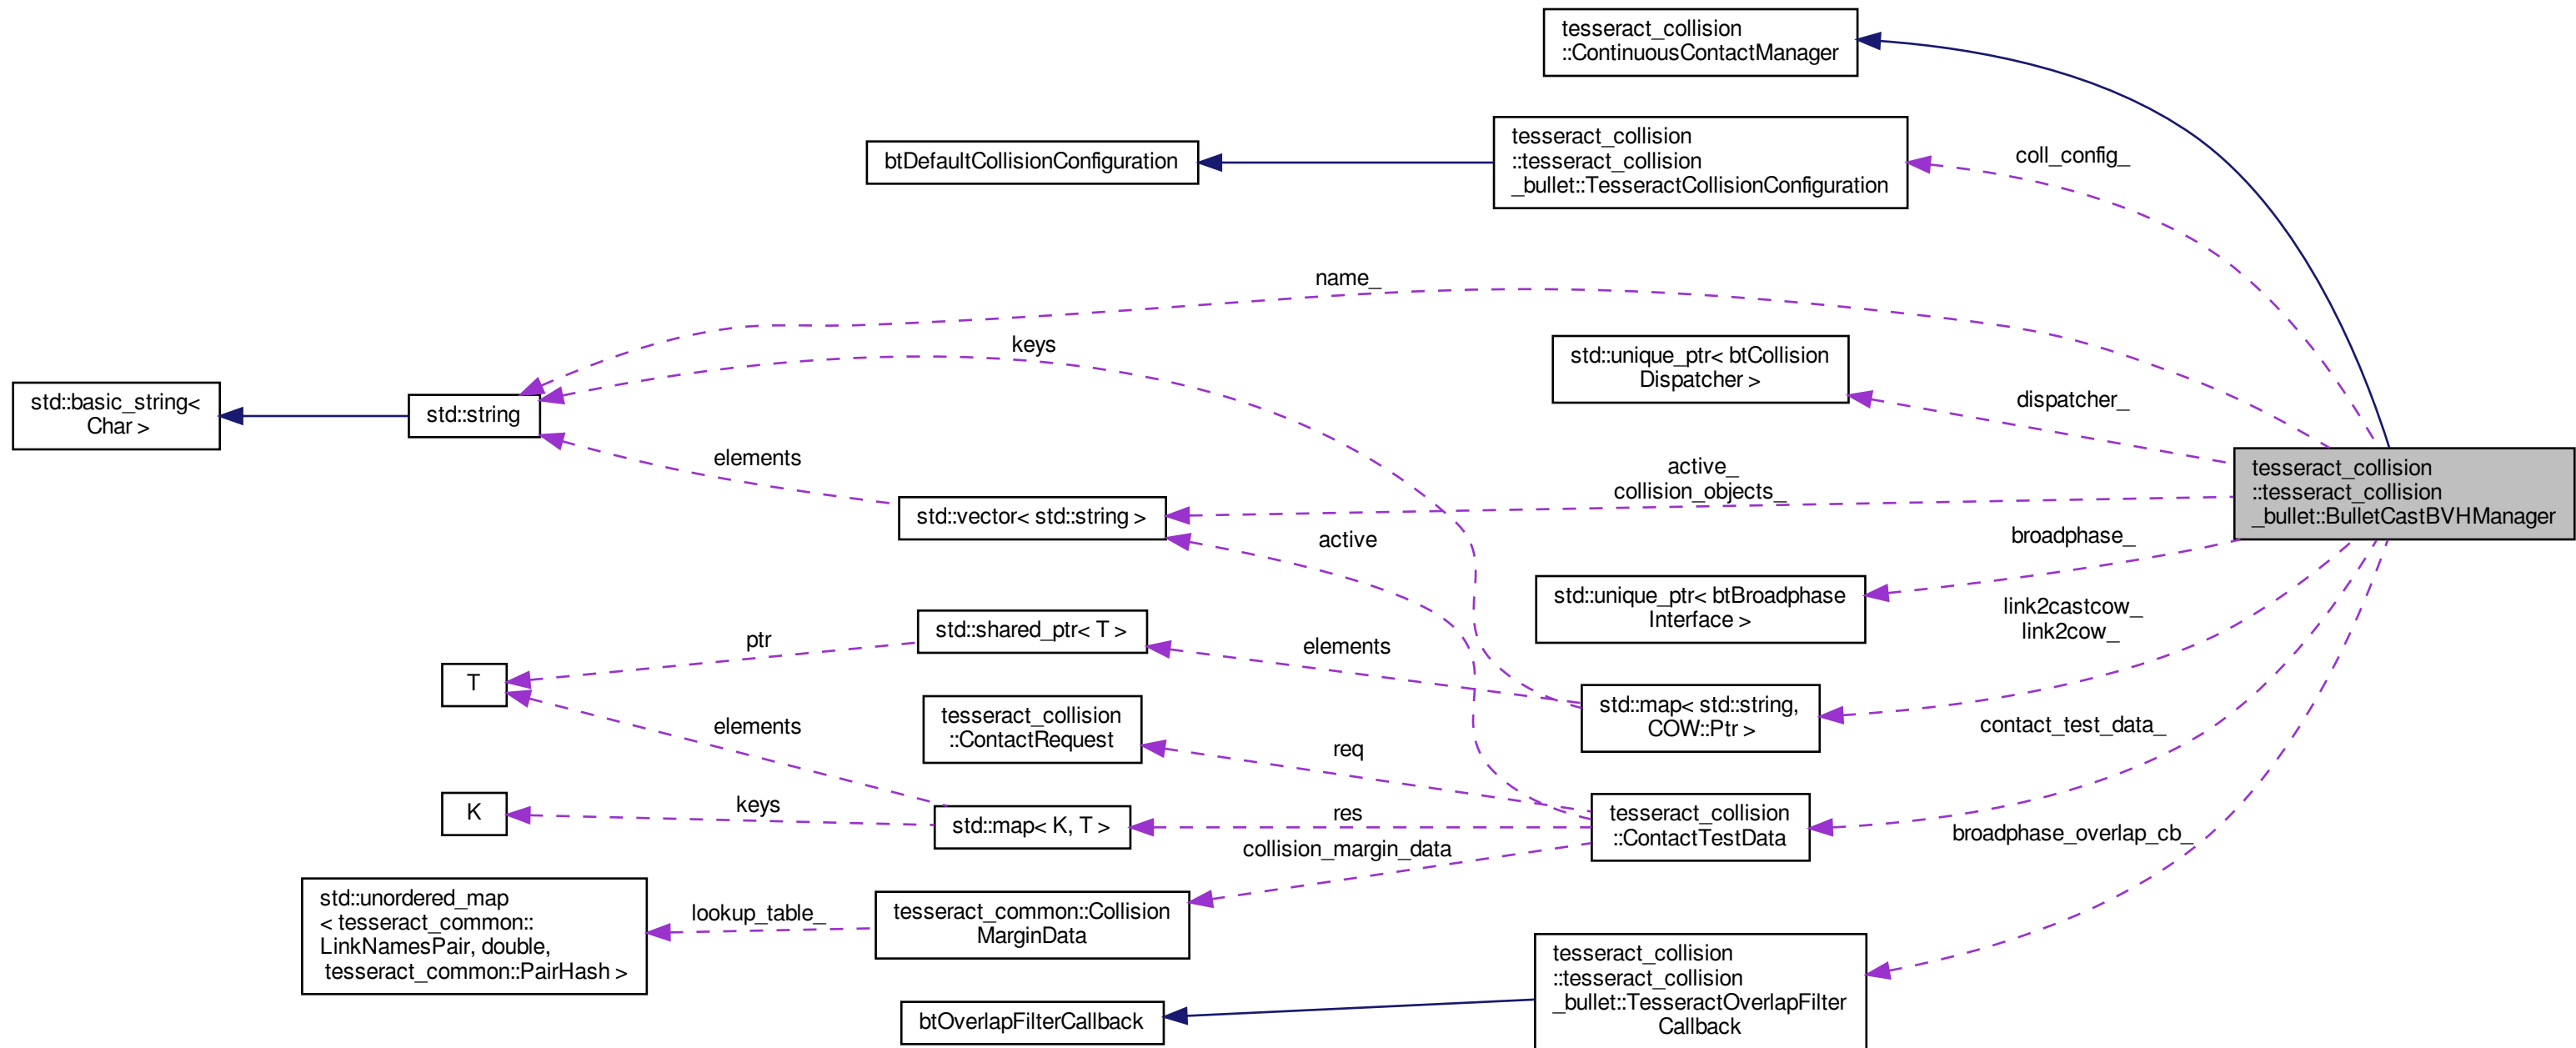 tesseract_collision
::ContinuousContactManager
btDefaultCollisionConfiguration
tesseract_collision
::tesseract_collision
_bullet::TesseractCollisionConfiguration
coll_config_
name_
keys
std::unique_ptr< btCollision
Dispatcher >
dispatcher_
std::basic_string<
Char >
std::string
elements
std::vector< std::string >
active_
collision_objects_
tesseract_collision
::tesseract_collision
_bullet::BulletCastBVHManager
active
broadphase_
std::unique_ptr< btBroadphase
Interface >
link2castcow_
link2cow_
std::shared_ptr< T >
ptr
elements
T
std::map< std::string,
COW::Ptr >
tesseract_collision
::ContactRequest
req
contact_test_data_
elements
K
keys
std::map< K, T >
res
tesseract_collision
::ContactTestData
collision_margin_data
broadphase_overlap_cb_
std::unordered_map
< tesseract_common::
LinkNamesPair, double,
tesseract_common::PairHash >
lookup_table_
tesseract_common::Collision
MarginData
tesseract_collision
::tesseract_collision
_bullet::TesseractOverlapFilter
Callback
btOverlapFilterCallback